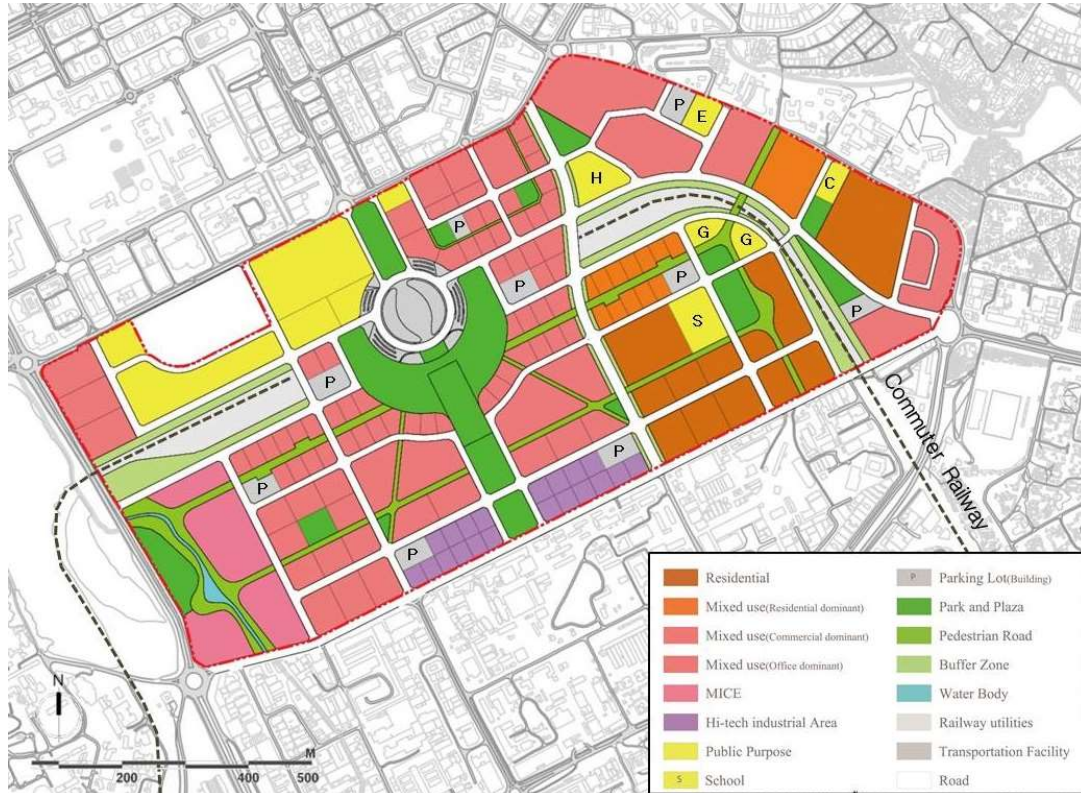 P
E
C
H
P
G
G
P
P
P
S
P
P
P
P
Commuter Railway
N
M
200
400
500
Residential
Mixed use(Residential dominant)
Mixed use(Commercial dominant)
Mixed use(Office dominant)
MICE
Hi-tech industrial Area
Public Purpose
S School
P Parking Lot(Building)
Park and Plaza
Pedestrian Road
Buffer Zone
Water Body
Railway utilities
Transportation Facility
Road